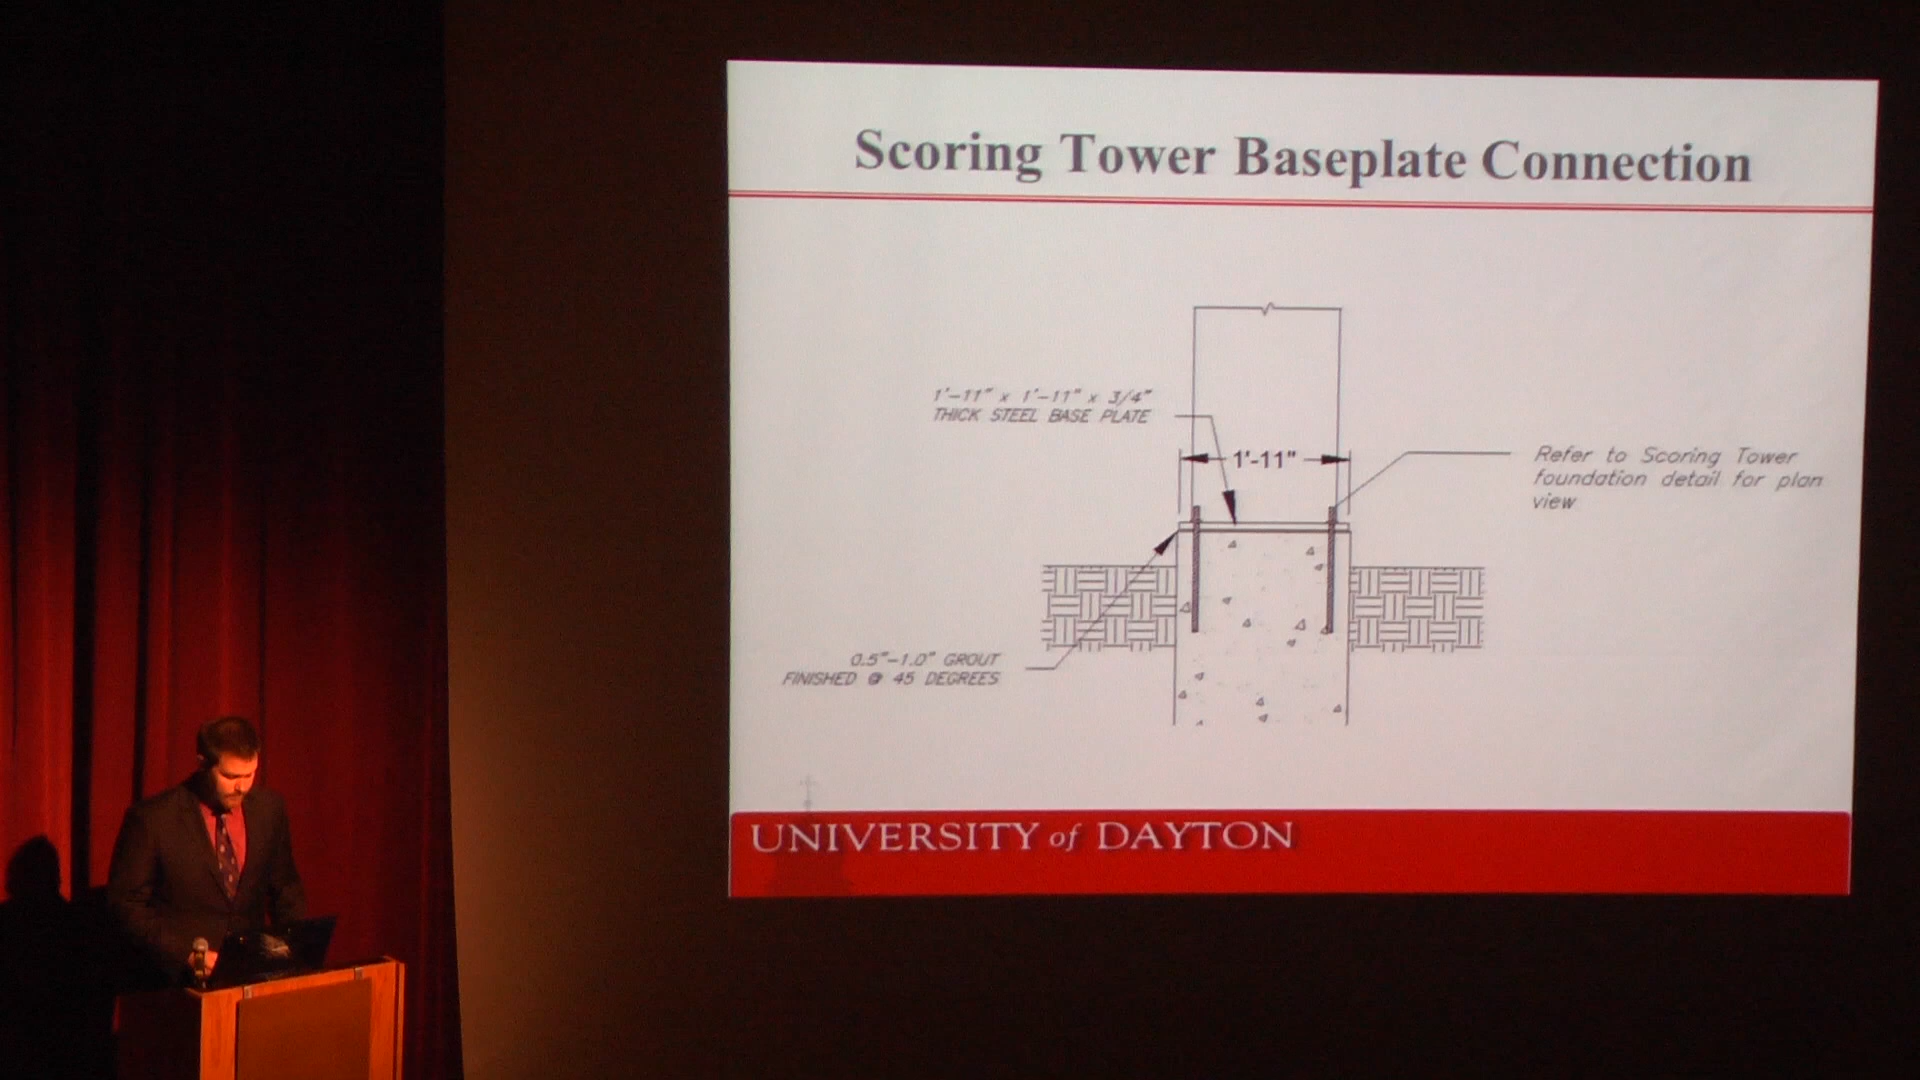 Scoring Tower Baseplate Connection
1'-11" x 1'-11" x 3/4"
THICK STEEL BASE PLATE
1'-11"
Refer to Scoring Tower
foundation detail for plan
view
0.5"-1.0" GROUT
FINISHED @ 45 DEGREES
UNIVERSITY of DAYTON